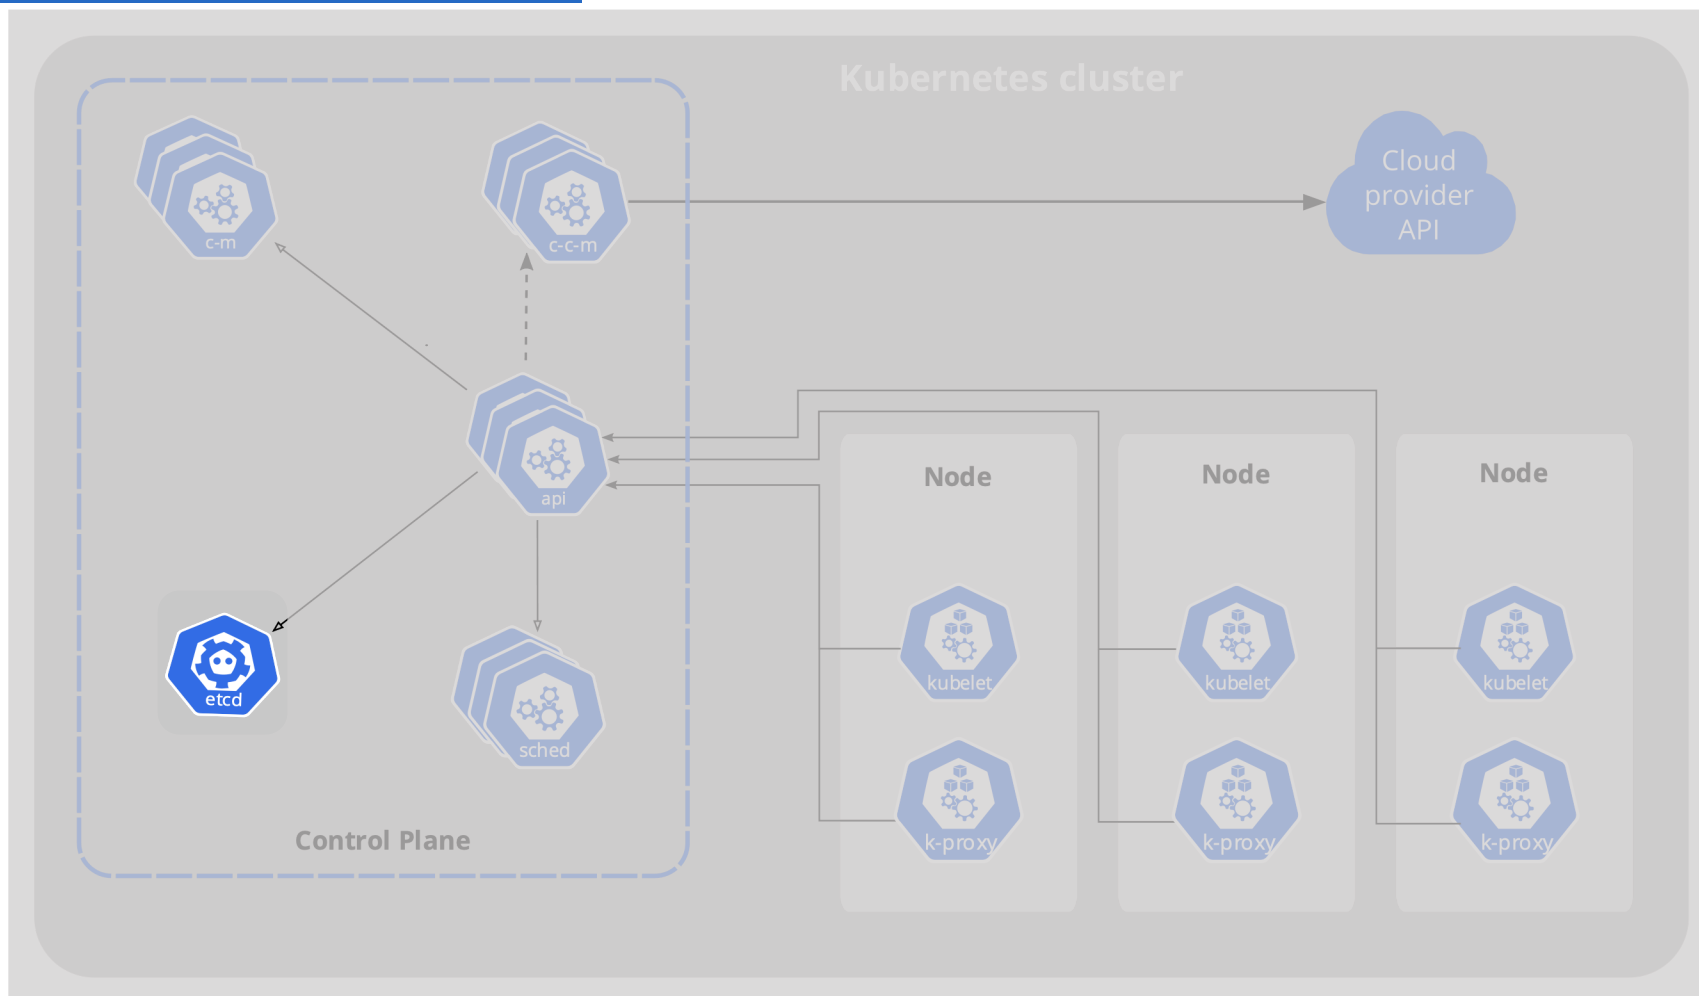 Kubernetes cluster
c-m
c-c-m
Cloud
provider
API
api
Node
Node
Node
etcd
sched
kubelet
kubelet
kubelet
k-proxy
k-proxy
k-proxy
Control Plane